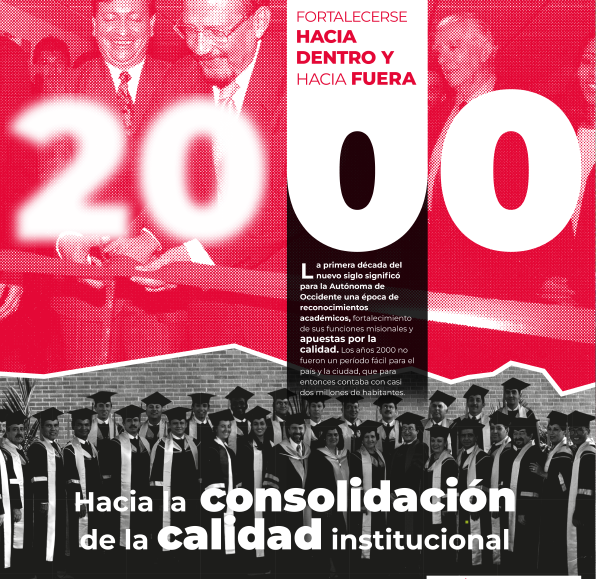 FORTALECERSE
HACIA
DENTRO Y
HACIA FUERA
2000
La primera década del
nuevo siglo significó
para la Autónoma de
Occidente una época de
reconocimientos
académicos, fortalecimiento
de sus funciones misionales y
apuestas por la
calidad. Los años 2000 no
fueron un período fácil para el
país y la ciudad, que para
entonces contaba con casi
dos millones de habitantes.
Hacia la consolidación
de la calidad institucional